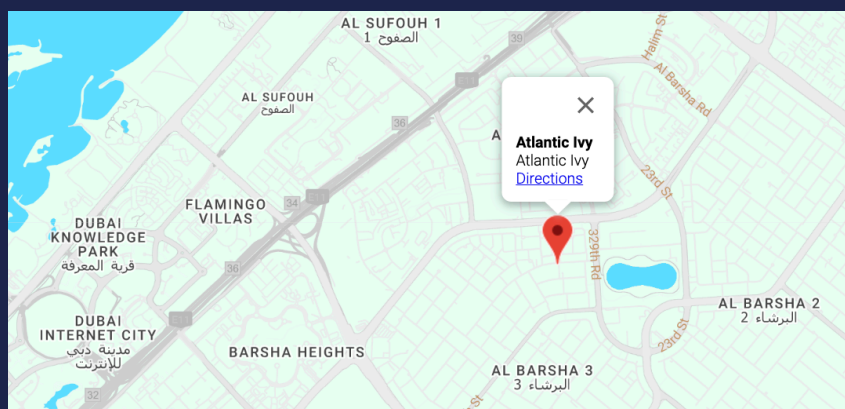 AL SUFOUH 1
الصفوح 1
39
Halim St
E11
Al Barsha Rd
AL SUFOUH
الصفوح
36
A
Atlantic Ivy
Atlantic Ivy
Directions
23rd St
E11
FLAMINGO
VILLAS
34
DUBAI
KNOWLEDGE
PARK
قرية المعرفة
329th Rd
36
E11
AL BARSHA 2
البرشاء 2
DUBAI
INTERNET CITY
مدينة دبي
للإنترنت
BARSHA HEIGHTS
23rd St
AL BARSHA 3
البرشاء 3
32
St